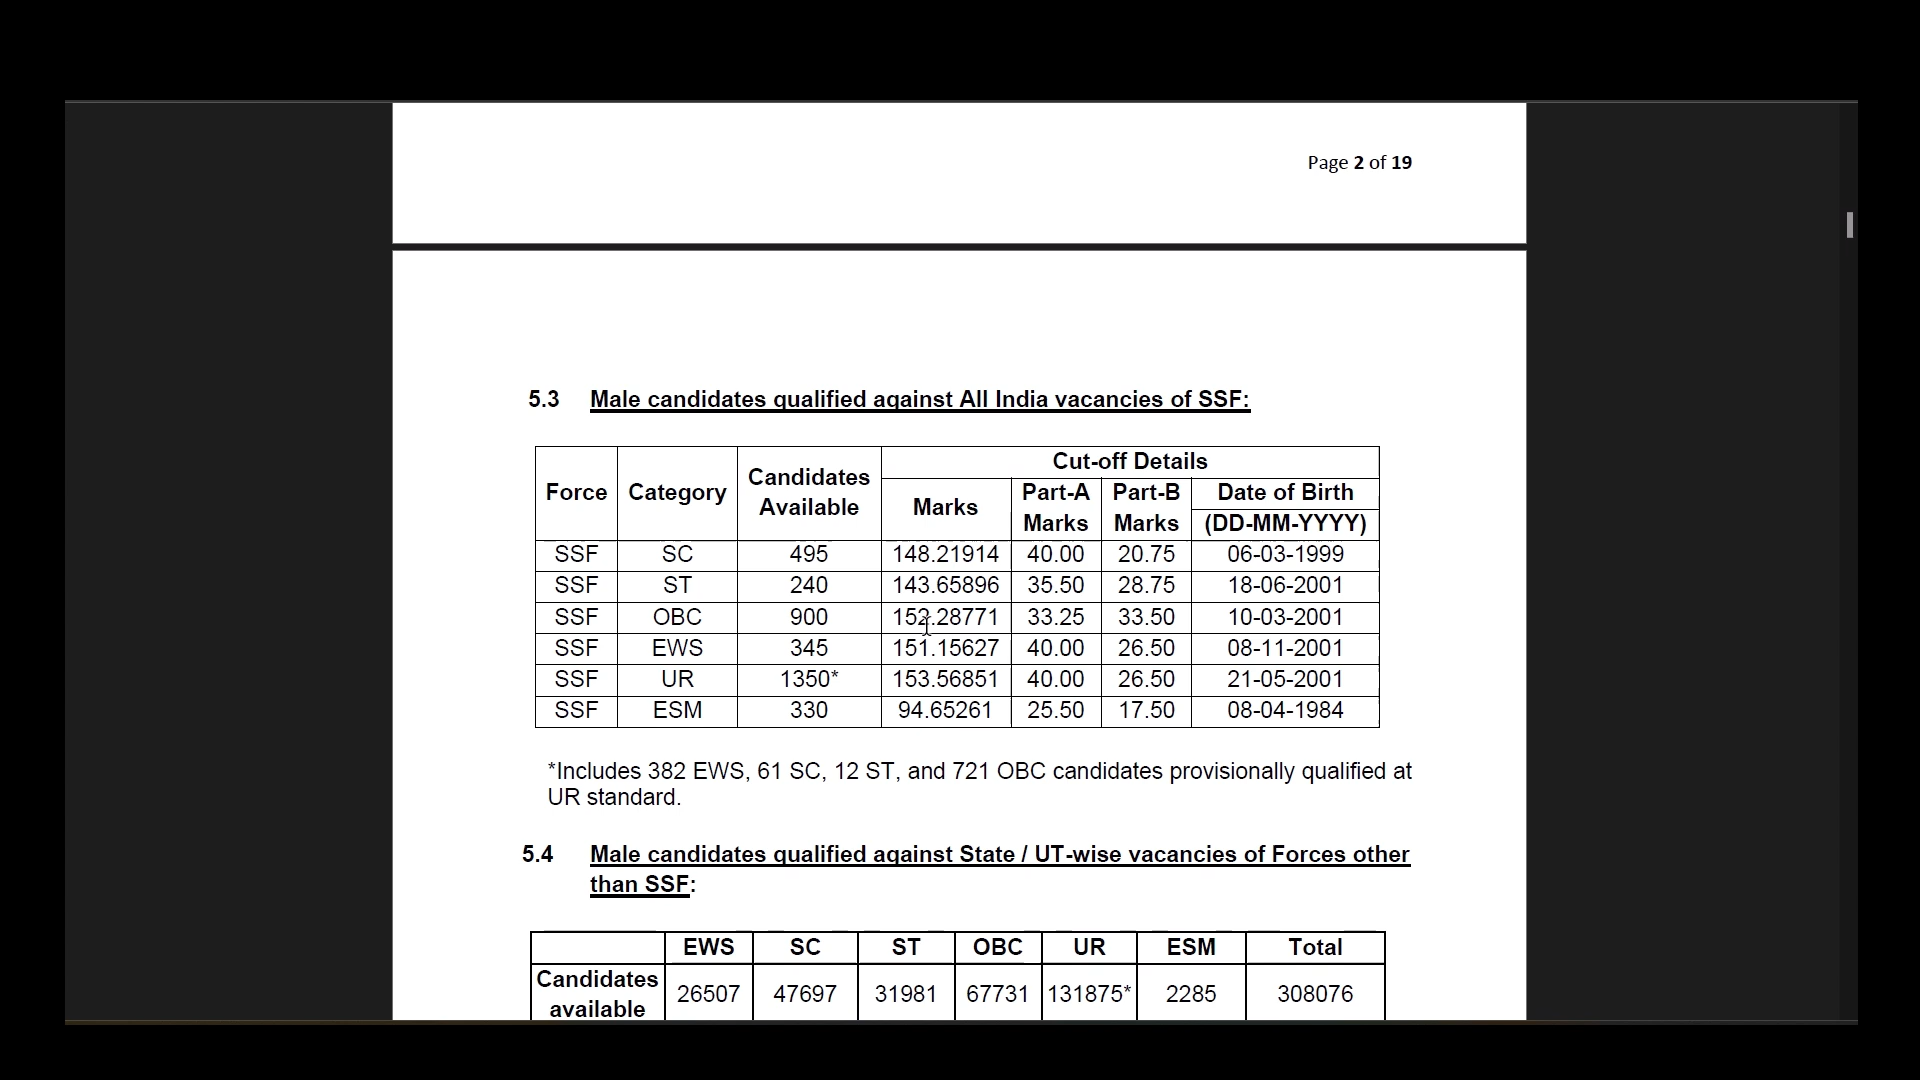 Page 2 of 19
5.3 Male candidates qualified against All India vacancies of SSF:
Force Category Candidates Available Cut-off Details
Marks Part-A Marks Part-B Marks Date of Birth (DD-MM-YYYY)
SSF SC 495 148.21914 40.00 20.75 06-03-1999
SSF ST 240 143.65896 35.50 28.75 18-06-2001
SSF OBC 900 152.28771 33.25 33.50 10-03-2001
SSF EWS 345 151.15627 40.00 26.50 08-11-2001
SSF UR 1350* 153.56851 40.00 26.50 21-05-2001
SSF ESM 330 94.65261 25.50 17.50 08-04-1984
*Includes 382 EWS, 61 SC, 12 ST, and 721 OBC candidates provisionally qualified at
UR standard.
5.4 Male candidates qualified against State / UT-wise vacancies of Forces other
than SSF:
EWS SC ST OBC UR ESM Total
Candidates available 26507 47697 31981 67731 131875* 2285 308076